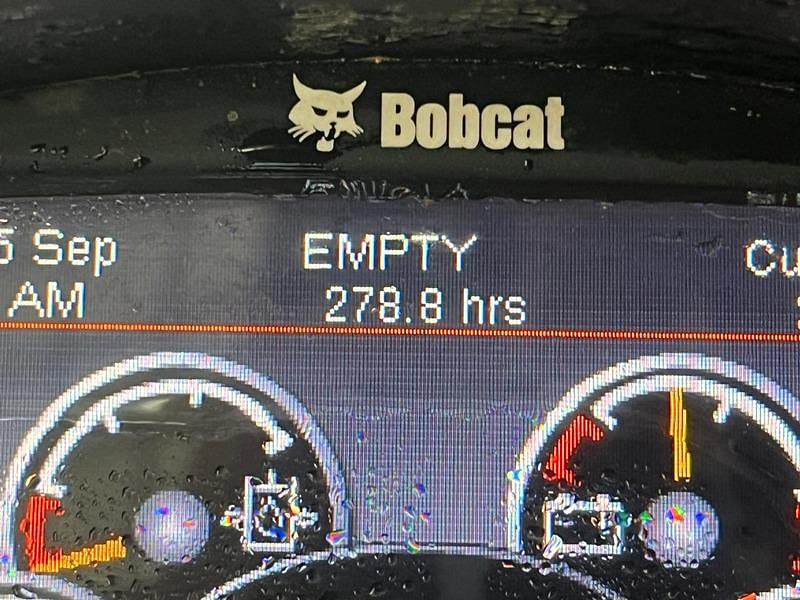 Bobcat
Sep
EMPTY
AM
278.8 hrs